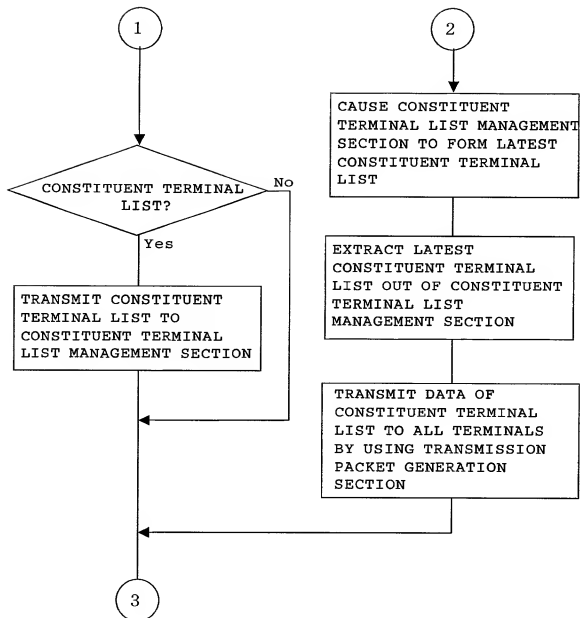 1
CONSTITUENT TERMINAL
LIST?
No
Yes
TRANSMIT CONSTITUENT
TERMINAL LIST TO
CONSTITUENT TERMINAL
LIST MANAGEMENT SECTION
2
CAUSE CONSTITUENT
TERMINAL LIST MANAGEMENT
SECTION TO FORM LATEST
CONSTITUENT TERMINAL
LIST
EXTRACT LATEST
CONSTITUENT TERMINAL
LIST OUT OF CONSTITUENT
TERMINAL LIST
MANAGEMENT SECTION
TRANSMIT DATA OF
CONSTITUENT TERMINAL
LIST TO ALL TERMINALS
BY USING TRANSMISSION
PACKET GENERATION
SECTION
3